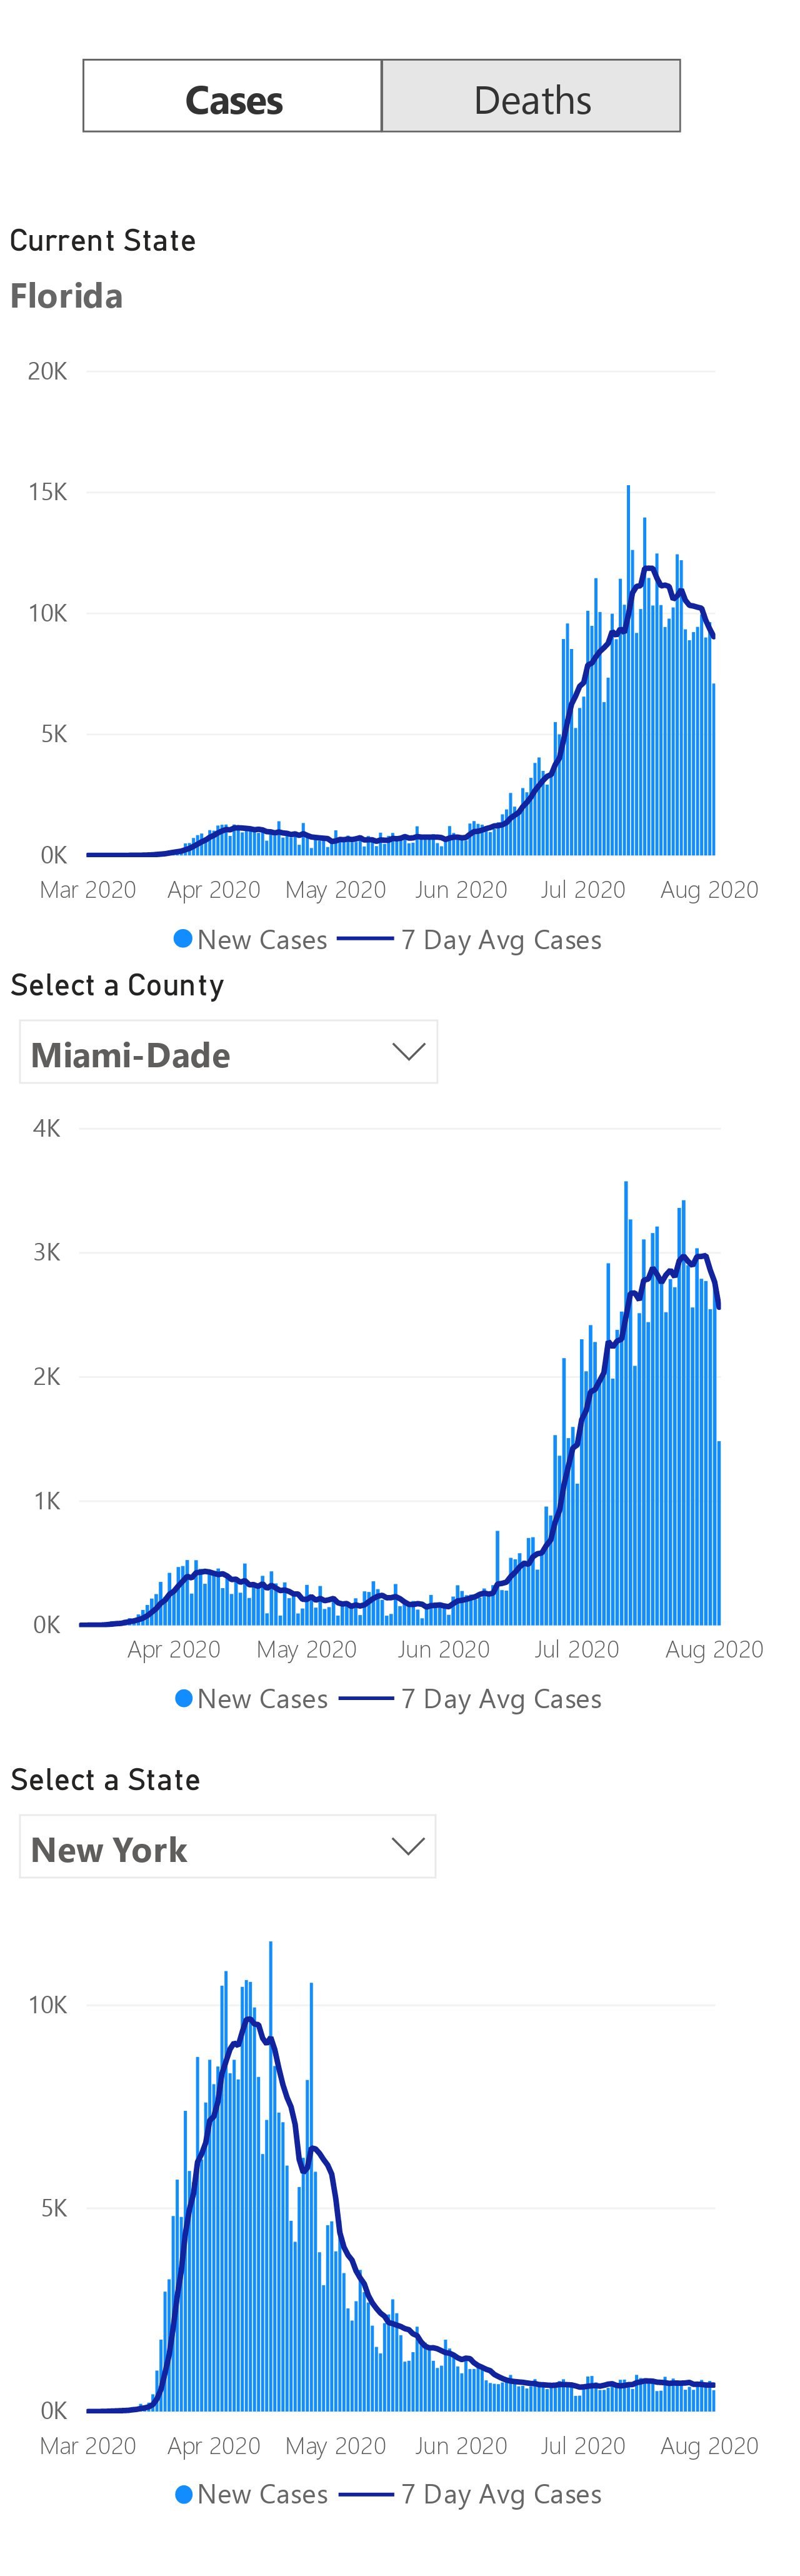 Cases Deaths
Current State
Florida
20K
15K
10K
5K
0K
Mar 2020 Apr 2020 May 2020 Jun 2020 Jul 2020 Aug 2020
New Cases 7 Day Avg Cases
Select a County
Miami-Dade
4K
3K
2K
1K
0K
Apr 2020 May 2020 Jun 2020 Jul 2020 Aug 2020
New Cases 7 Day Avg Cases
Select a State
New York
10K
5K
0K
Mar 2020 Apr 2020 May 2020 Jun 2020 Jul 2020 Aug 2020
New Cases 7 Day Avg Cases